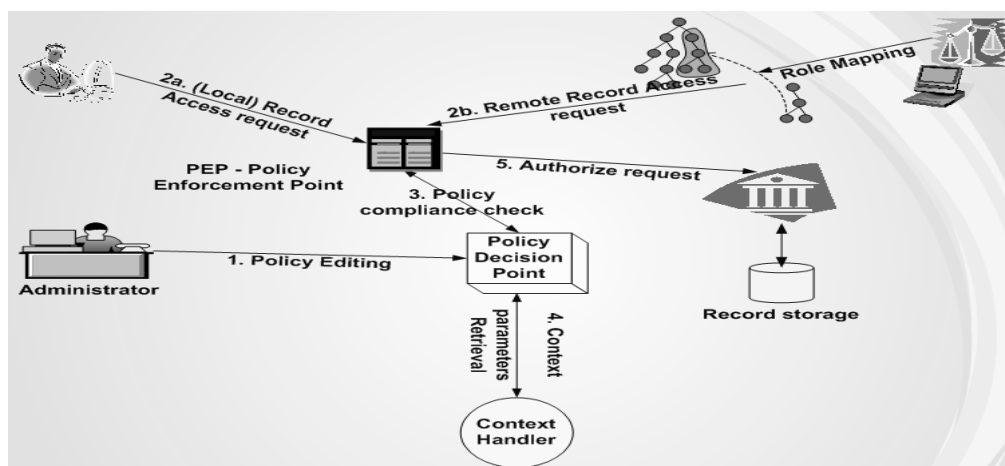 2a. (Local) Record
Access request
2b. Remote Record Access
request
Role Mapping
PEP - Policy
Enforcement Point
5. Authorize request
3. Policy
compliance check
1. Policy Editing
Administrator
Policy
Decision
Point
Record storage
4. Context
parameters
Retrieval
Context
Handler